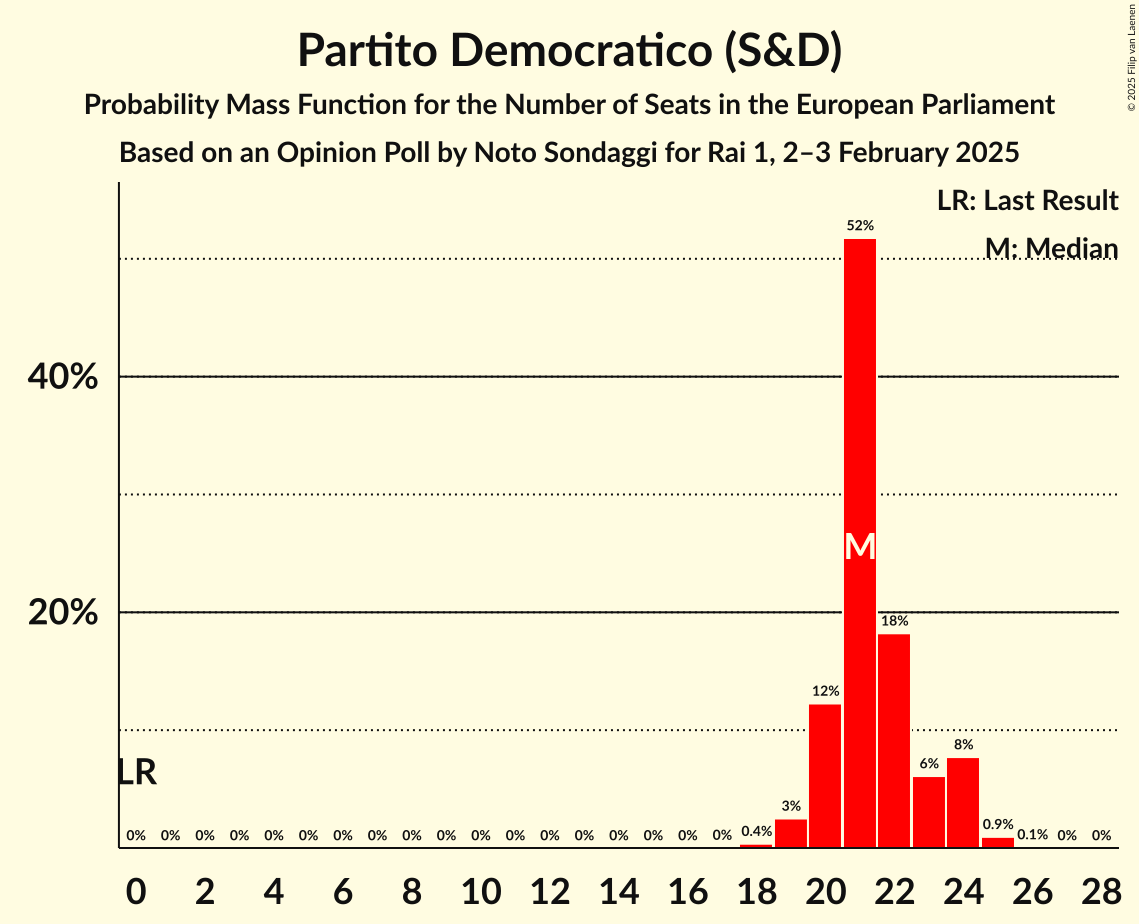 Partito Democratico (S&D)
Probability Mass Function for the Number of Seats in the European Parliament
Based on an Opinion Poll by Noto Sondaggi for Rai 1, 2–3 February 2025
© 2025 Filip van Laenen
LR: Last Result
M: Median
52%
40%
M
20%
18%
12%
8%
6%
LR
3%
0% 0% 0% 0% 0% 0% 0% 0% 0% 0% 0% 0% 0% 0% 0% 0% 0% 0% 0.4% 0.9% 0.1% 0% 0%
0 2 4 6 8 10 12 14 16 18 20 22 24 26 28